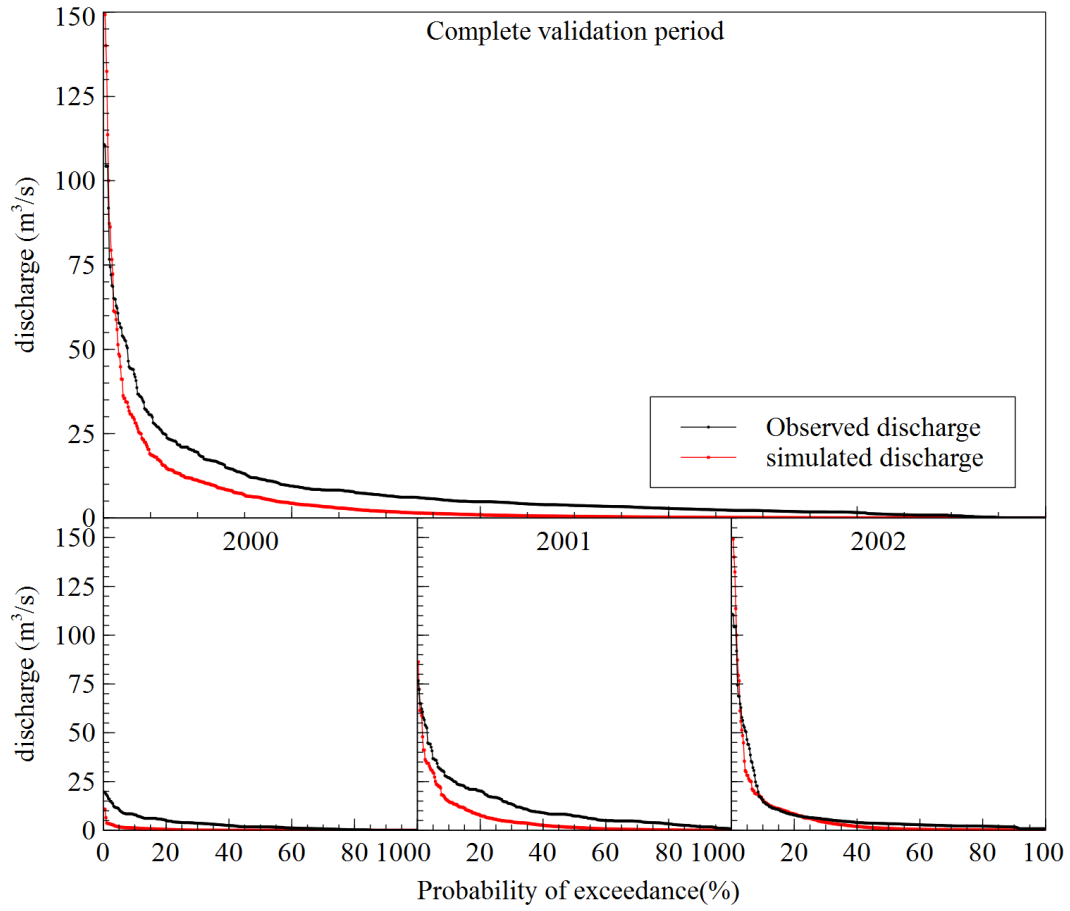 Complete validation period
150
125
100
75
50
25
0
discharge (m³/s)
Observed discharge
simulated discharge
2000
2001
2002
150
125
100
75
50
25
0
discharge (m³/s)
0 20 40 60 80 1000 20 40 60 80 1000 20 40 60 80 100
Probability of exceedance(%)